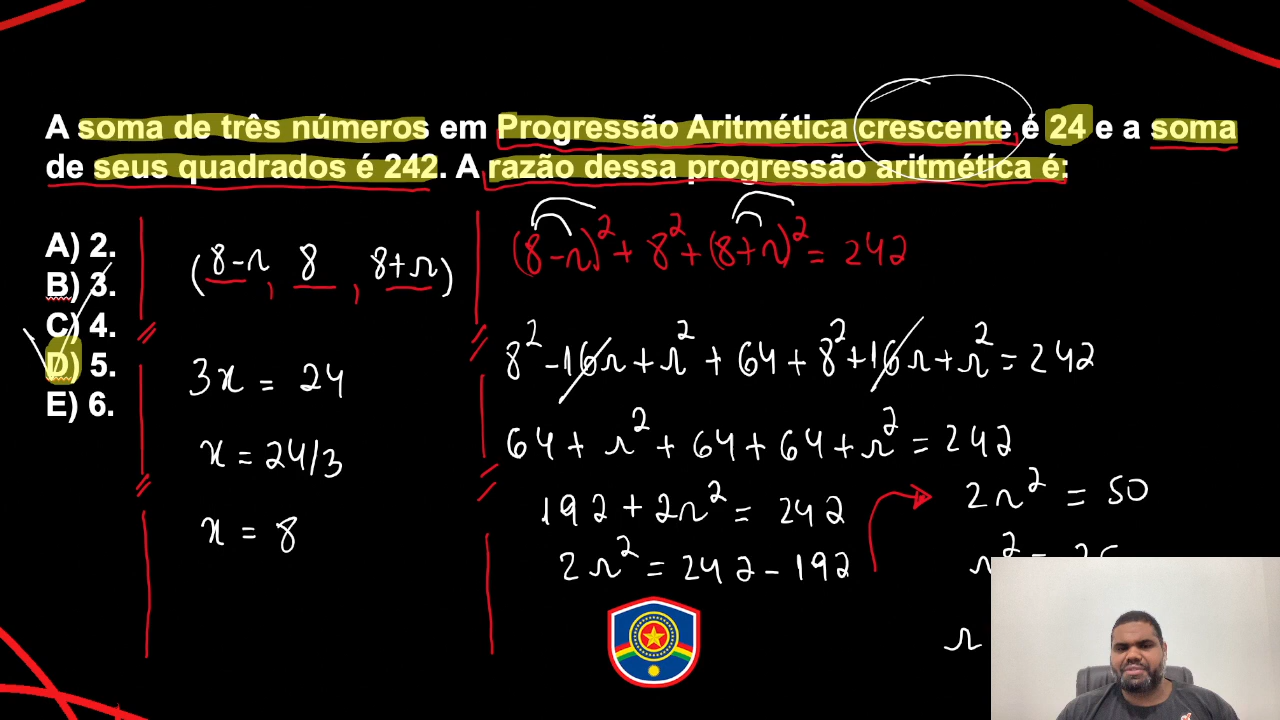 A soma de três números em Progressão Aritmética crescente é 24 e a soma
de seus quadrados é 242. A razão dessa progressão aritmética é:
A) 2.
B) 3.
C) 4.
D) 5.
E) 6.
(8-r, 8, 8+r)
3x = 24
x = 24/3
x = 8
(8-r)² + 8² + (8+r)² = 242
8² - 16r + r² + 64 + 8² + 16r + r² = 242
64 + r² + 64 + 64 + r² = 242
192 + 2r² = 242
2r² = 242 - 192
2r² = 50
r² =
r